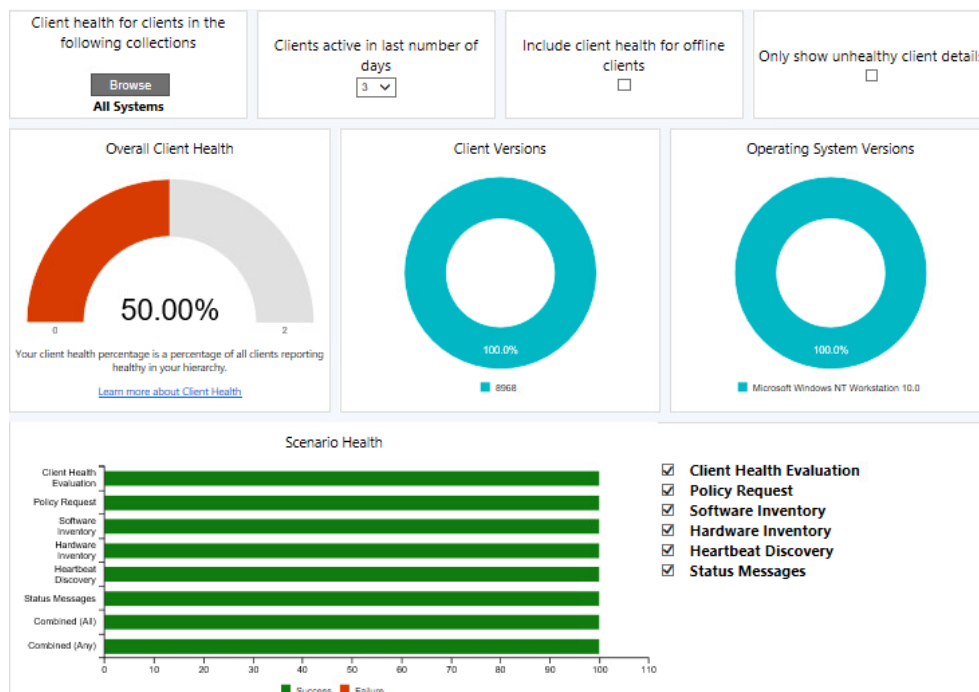 Client health for clients in the
following collections
Browse
All Systems
Clients active in last number of
days
3
Include client health for offline
clients
Only show unhealthy client details
Overall Client Health
50.00%
0
2
Your client health percentage is a percentage of all clients reporting
healthy in your hierarchy.
Learn more about Client Health
Client Versions
100.0%
8968
Operating System Versions
100.0%
Microsoft Windows NT Workstation 10.0
Scenario Health
Client Health
Evaluation
Policy Request
Software
Inventory
Hardware
Inventory
Heartbeat
Discovery
Status Messages
Combined (All)
Combined (Any)
0 10 20 30 40 50 60 70 80 90 100 110
Success Failure
Client Health Evaluation
Policy Request
Software Inventory
Hardware Inventory
Heartbeat Discovery
Status Messages